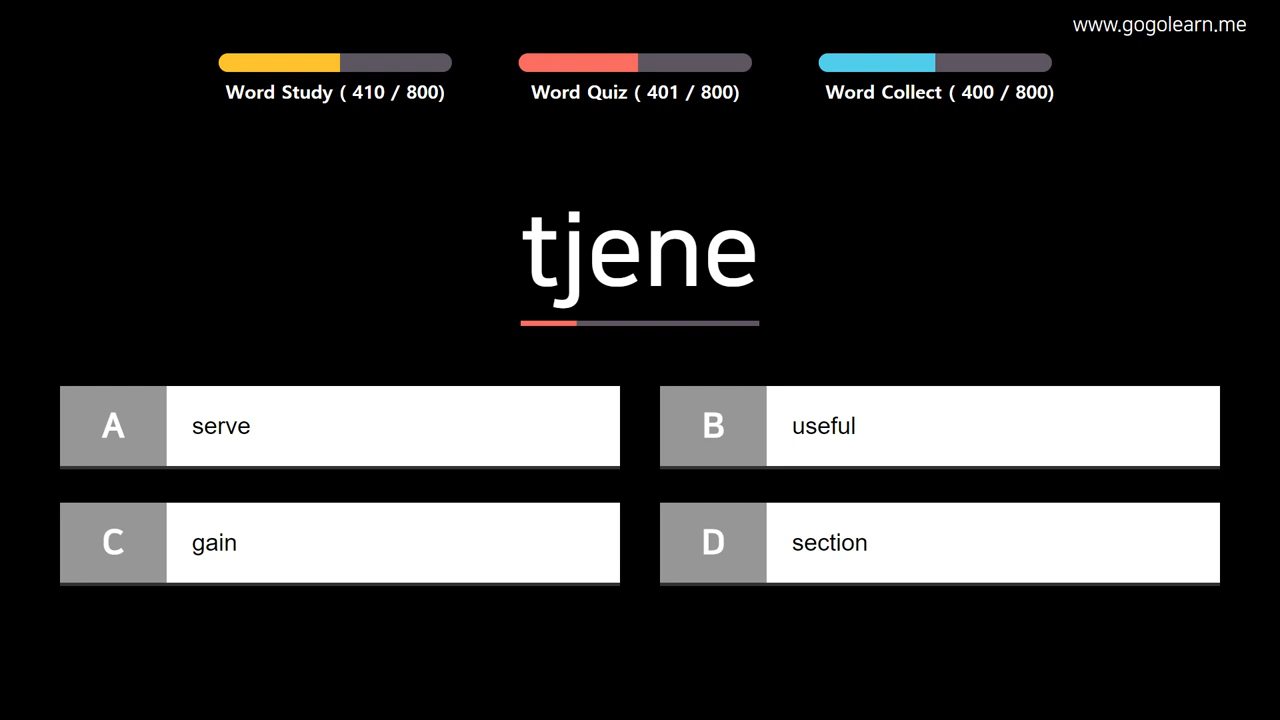 www.gogolearn.me
Word Study ( 410 / 800)
Word Quiz ( 401 / 800)
Word Collect ( 400 / 800)
tjene
A serve
B useful
C gain
D section